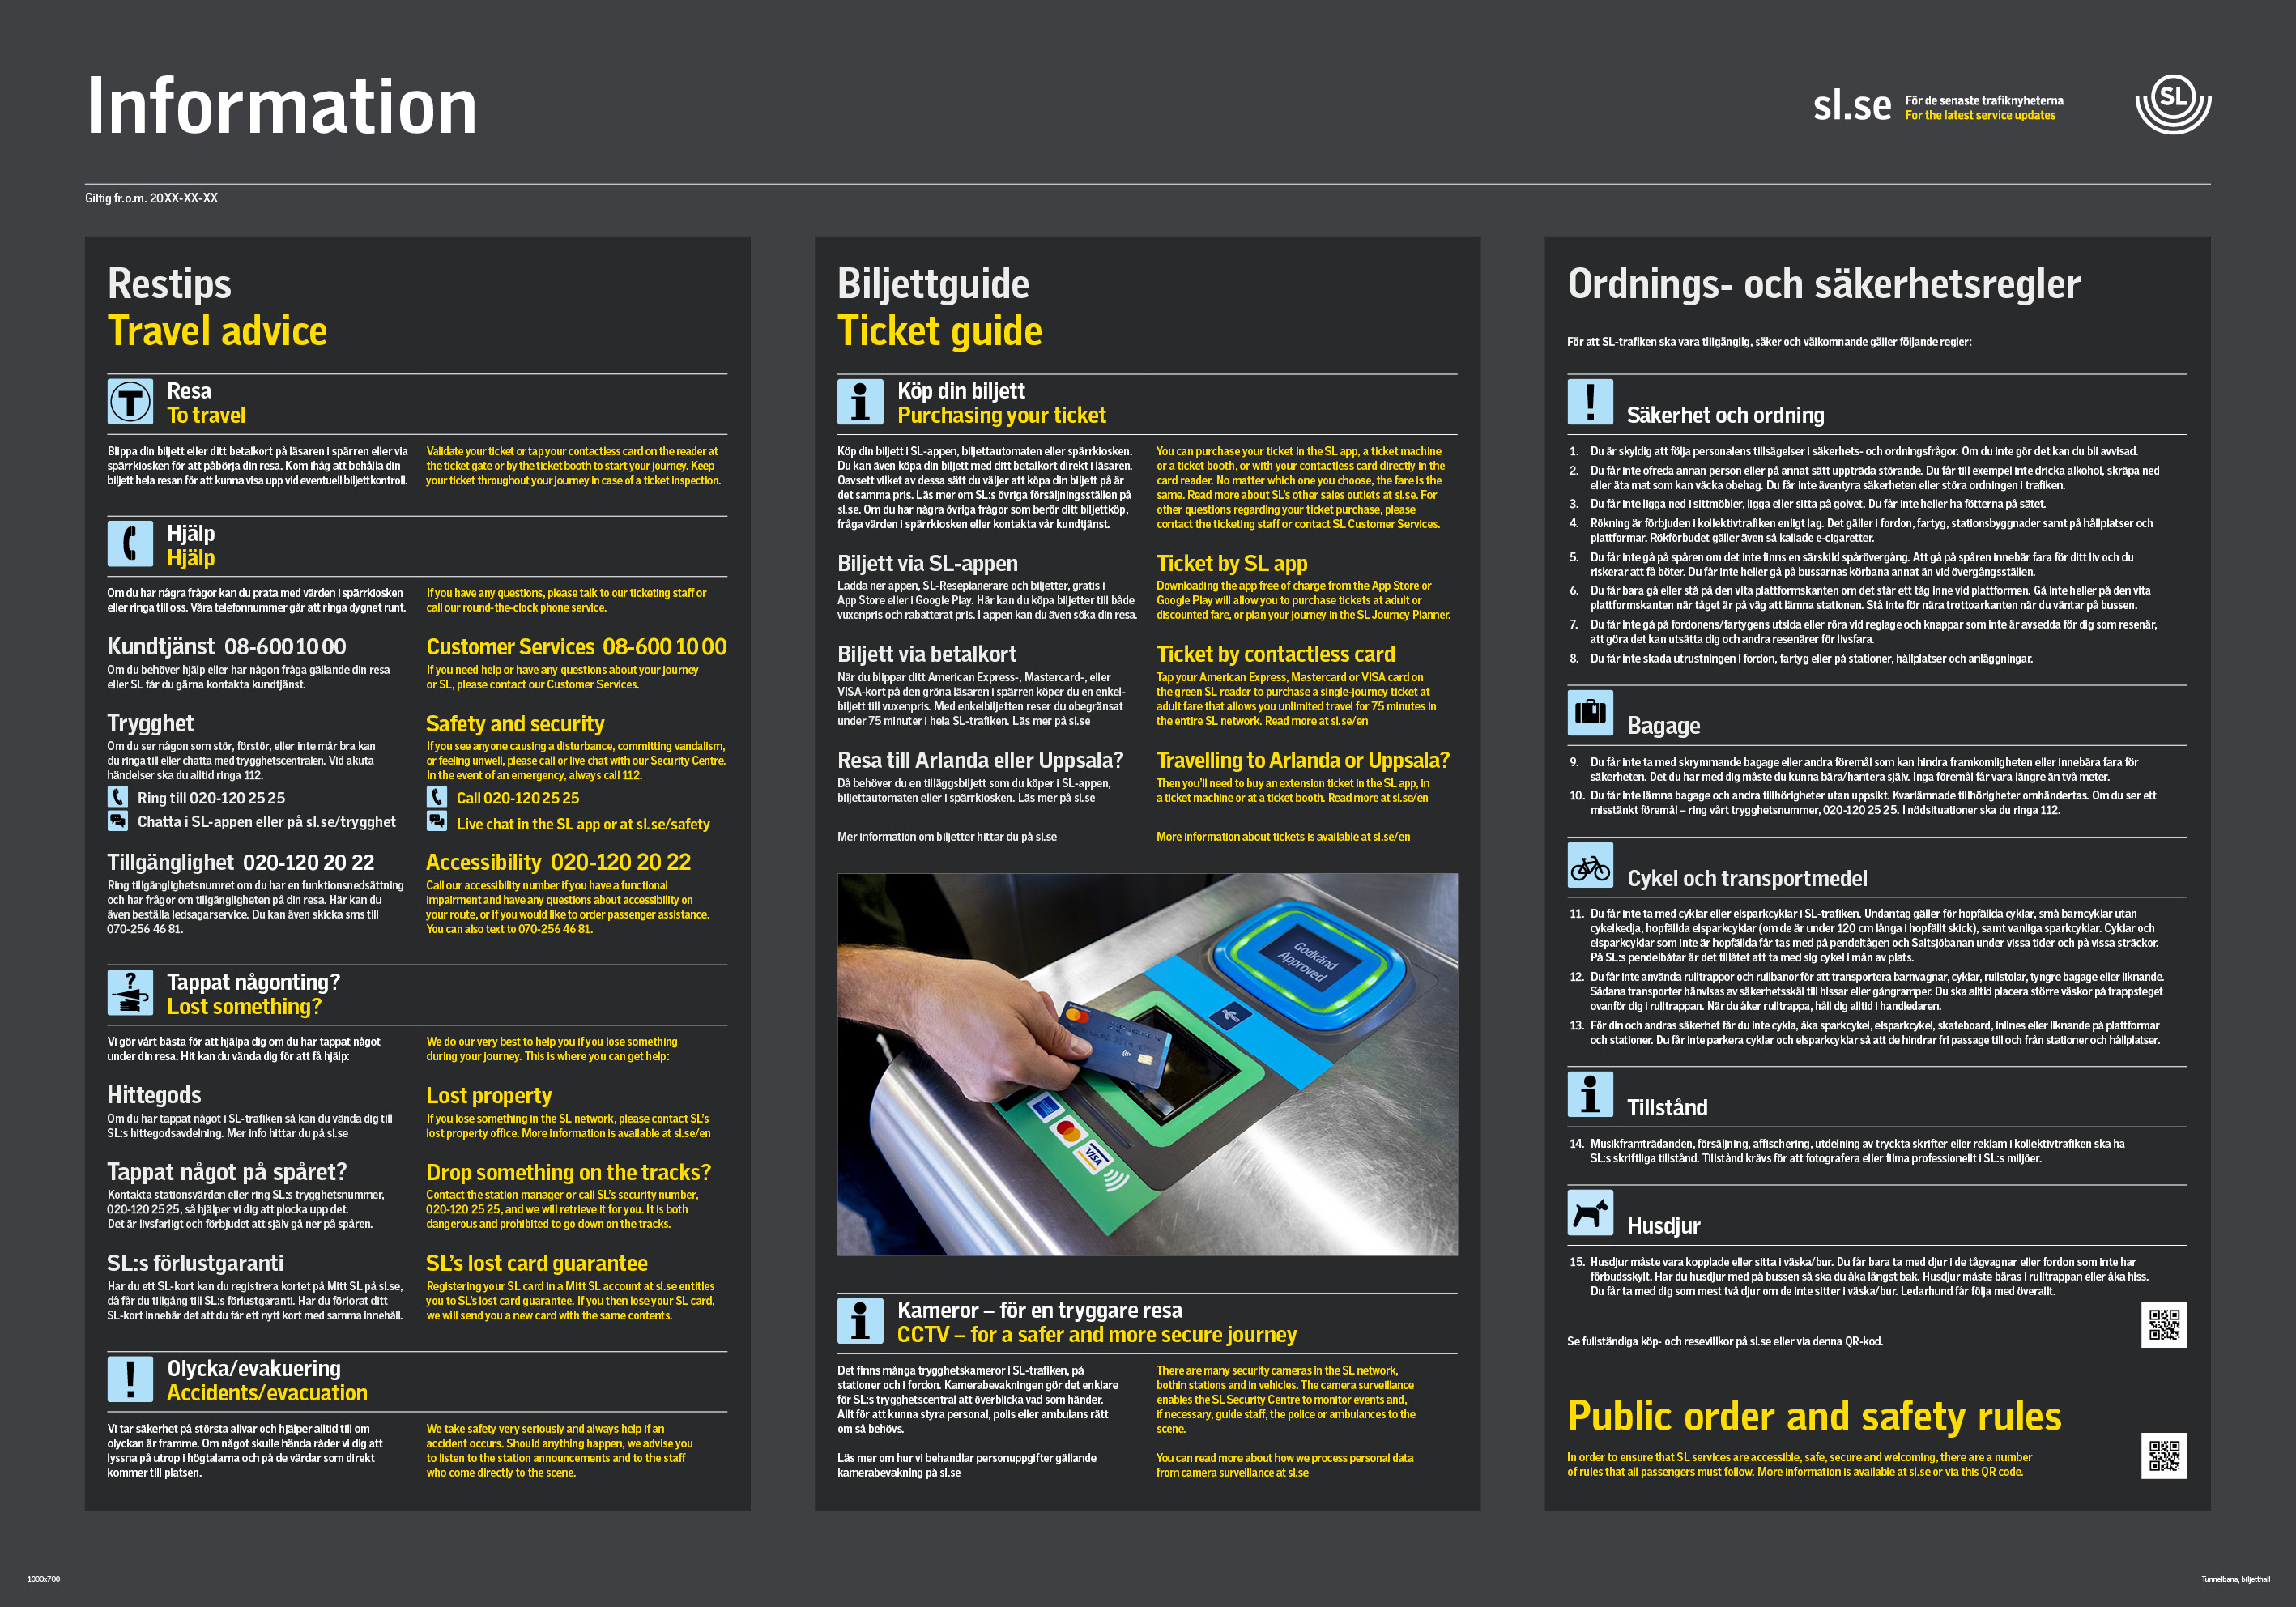 Information
sl.se
För de senaste trafiknyheterna
For the latest service updates
SL
Giltig fr.o.m. 20XX-XX-XX
Restips
Travel advice
Resa
To travel
Blippa din biljett eller ditt betalkort på läsaren i spärren eller via
spärrkiosken för att påbörja din resa. Kom ihåg att behålla din
biljett hela resan för att kunna visa upp vid eventuell biljettkontroll.
Validate your ticket or tap your contactless card on the reader at
the ticket gate or by the ticket booth to start your journey. Keep
your ticket throughout your journey in case of a ticket inspection.
Hjälp
Hjälp
Om du har några frågor kan du prata med värden i spärrkiosken
eller ringa till oss. Våra telefonnummer går att ringa dygnet runt.
If you have any questions, please talk to our ticketing staff or
call our round-the-clock phone service.
Kundtjänst 08-600 10 00
Om du behöver hjälp eller har någon fråga gällande din resa
eller SL får du gärna kontakta kundtjänst.
Customer Services 08-600 10 00
If you need help or have any questions about your journey
or SL, please contact our Customer Services.
Trygghet
Om du ser någon som stör, förstör, eller inte mår bra kan
du ringa till eller chatta med trygghetscentralen. Vid akuta
händelser ska du alltid ringa 112.
Ring till 020-120 25 25
Chatta i SL-appen eller på sl.se/trygghet
Safety and security
If you see anyone causing a disturbance, committing vandalism,
or feeling unwell, please call or live chat with our Security Centre.
In the event of an emergency, always call 112.
Call 020-120 25 25
Live chat in the SL app or at sl.se/safety
Tillgänglighet 020-120 20 22
Ring tillgänglighetsnumret om du har en funktionsnedsättning
och har frågor om tillgängligheten på din resa. Här kan du
även beställa ledsagarservice. Du kan även skicka sms till
070-256 46 81.
Accessibility 020-120 20 22
Call our accessibility number if you have a functional
impairment and have any questions about accessibility on
your route, or if you would like to order passenger assistance.
You can also text to 070-256 46 81.
Tappat någonting?
Lost something?
Vi gör vårt bästa för att hjälpa dig om du har tappat något
under din resa. Hit kan du vända dig för att få hjälp:
We do our very best to help you if you lose something
during your journey. This is where you can get help:
Hittegods
Om du har tappat något i SL-trafiken så kan du vända dig till
SL:s hittegodsavdelning. Mer info hittar du på sl.se
Lost property
If you lose something in the SL network, please contact SL's
lost property office. More information is available at sl.se/en
Tappat något på spåret?
Kontakta stationsvärden eller ring SL:s trygghetsnummer,
020-120 25 25, så hjälper vi dig att plocka upp det.
Det är livsfarligt och förbjudet att själv gå ner på spåren.
Drop something on the tracks?
Contact the station manager or call SL's security number,
020-120 25 25, and we will retrieve it for you. It is both
dangerous and prohibited to go down on the tracks.
SL:s förlustgaranti
Har du ett SL-kort kan du registrera kortet på Mitt SL på sl.se,
då får du tillgång till SL:s förlustgaranti. Har du förlorat ditt
SL-kort innebär det att du får ett nytt kort med samma innehåll.
SL's lost card guarantee
Registering your SL card in a Mitt SL account at sl.se entitles
you to SL's lost card guarantee. If you then lose your SL card,
we will send you a new card with the same contents.
Olycka/evakuering
Accidents/evacuation
Vi tar säkerhet på största allvar och hjälper alltid till om
olyckan är framme. Om något skulle hända råder vi dig att
lyssna på utrop i högtalarna och på de värdar som direkt
kommer till platsen.
We take safety very seriously and always help if an
accident occurs. Should anything happen, we advise you
to listen to the station announcements and to the staff
who come directly to the scene.
Biljettguide
Ticket guide
Köp din biljett
Purchasing your ticket
Köp din biljett i SL-appen, biljettautomaten eller spärrkiosken.
Du kan även köpa din biljett med ditt betalkort direkt i läsaren.
Oavsett vilket av dessa sätt du väljer att köpa din biljett på är
det samma pris. Läs mer om SL:s övriga försäljningsställen på
sl.se. Om du har några övriga frågor som berör ditt biljettköp,
fråga värden i spärrkiosken eller kontakta vår kundtjänst.
You can purchase your ticket in the SL app, a ticket machine
or a ticket booth, or with your contactless card directly in the
card reader. No matter which one you choose, the fare is the
same. Read more about SL's other sales outlets at sl.se. For
other questions regarding your ticket purchase, please
contact the ticketing staff or contact SL Customer Services.
Biljett via SL-appen
Ladda ner appen, SL-Reseplanerare och biljetter, gratis i
App Store eller i Google Play. Här kan du köpa biljetter till både
vuxenpris och rabatterat pris. I appen kan du även söka din resa.
Ticket by SL app
Downloading the app free of charge from the App Store or
Google Play will allow you to purchase tickets at adult or
discounted fare, or plan your journey in the SL Journey Planner.
Biljett via betalkort
När du blippar ditt American Express-, Mastercard-, eller
VISA-kort på den gröna läsaren i spärren köper du en enkel-
biljett till vuxenpris. Med enkelbiljetten reser du obegränsat
under 75 minuter i hela SL-trafiken. Läs mer på sl.se
Ticket by contactless card
Tap your American Express, Mastercard or VISA card on
the green SL reader to purchase a single-journey ticket at
adult fare that allows you unlimited travel for 75 minutes in
the entire SL network. Read more at sl.se/en
Resa till Arlanda eller Uppsala?
Då behöver du en tilläggsbiljett som du köper i SL-appen,
biljettautomaten eller i spärrkiosken. Läs mer på sl.se
Travelling to Arlanda or Uppsala?
Then you'll need to buy an extension ticket in the SL app, in
a ticket machine or at a ticket booth. Read more at sl.se/en
Mer information om biljetter hittar du på sl.se
More information about tickets is available at sl.se/en
Godkänd
Approved
VISA
Kameror – för en tryggare resa
CCTV – for a safer and more secure journey
Det finns många trygghetskameror i SL-trafiken, på
stationer och i fordon. Kamerabevakningen gör det enklare
för SL:s trygghetscentral att överblicka vad som händer.
Allt för att kunna styra personal, polis eller ambulans rätt
om så behövs.
Läs mer om hur vi behandlar personuppgifter gällande
kamerabevakning på sl.se
There are many security cameras in the SL network,
bothin stations and in vehicles. The camera surveillance
enables the SL Security Centre to monitor events and,
if necessary, guide staff, the police or ambulances to the
scene.
You can read more about how we process personal data
from camera surveillance at sl.se
Ordnings- och säkerhetsregler
För att SL-trafiken ska vara tillgänglig, säker och välkomnande gäller följande regler:
Säkerhet och ordning
1. Du är skyldig att följa personalens tillsägelser i säkerhets- och ordningsfrågor. Om du inte gör det kan du bli avvisad.
2. Du får inte ofreda annan person eller på annat sätt uppträda störande. Du får till exempel inte dricka alkohol, skräpa ned
eller äta mat som kan väcka obehag. Du får inte äventyra säkerheten eller störa ordningen i trafiken.
3. Du får inte ligga ned i sittmöbler, ligga eller sitta på golvet. Du får inte heller ha fötterna på sätet.
4. Rökning är förbjuden i kollektivtrafiken enligt lag. Det gäller i fordon, fartyg, stationsbyggnader samt på hållplatser och
plattformar. Rökförbudet gäller även så kallade e-cigaretter.
5. Du får inte gå på spåren om det inte finns en särskild spårövergång. Att gå på spåren innebär fara för ditt liv och du
riskerar att få böter. Du får inte heller gå på bussarnas körbana annat än vid övergångsställen.
6. Du får bara gå eller stå på den vita plattformskanten om det står ett tåg inne vid plattformen. Gå inte heller på den vita
plattformskanten när tåget är på väg att lämna stationen. Stå inte för nära trottoarkanten när du väntar på bussen.
7. Du får inte gå på fordonens/fartygens utsida eller röra vid reglage och knappar som inte är avsedda för dig som resenär,
att göra det kan utsätta dig och andra resenärer för livsfara.
8. Du får inte skada utrustningen i fordon, fartyg eller på stationer, hållplatser och anläggningar.
Bagage
9. Du får inte ta med skrymmande bagage eller andra föremål som kan hindra framkomligheten eller innebära fara för
säkerheten. Det du har med dig måste du kunna bära/hantera själv. Inga föremål får vara längre än två meter.
10. Du får inte lämna bagage och andra tillhörigheter utan uppsikt. Kvarlämnade tillhörigheter omhändertas. Om du ser ett
misstänkt föremål – ring vårt trygghetsnummer, 020-120 25 25. I nödsituationer ska du ringa 112.
Cykel och transportmedel
11. Du får inte ta med cyklar eller elsparkcyklar i SL-trafiken. Undantag gäller för hopfällda cyklar, små barncyklar utan
cykelkedja, hopfällda elsparkcyklar (om de är under 120 cm långa i hopfällt skick), samt vanliga sparkcyklar. Cyklar och
elsparkcyklar som inte är hopfällda får tas med på pendeltågen och Saltsjöbanan under vissa tider och på vissa sträckor.
På SL:s pendelbåtar är det tillåtet att ta med sig cykel i mån av plats.
12. Du får inte använda rulltrappor och rullbanor för att transportera barnvagnar, cyklar, rullstolar, tyngre bagage eller liknande.
Sådana transporter hänvisas av säkerhetsskäl till hissar eller gångramper. Du ska alltid placera större väskor på trappsteget
ovanför dig i rulltrappan. När du åker rulltrappa, håll dig alltid i handledaren.
13. För din och andras säkerhet får du inte cykla, åka sparkcykel, elsparkcykel, skateboard, inlines eller liknande på plattformar
och stationer. Du får inte parkera cyklar och elsparkcyklar så att de hindrar fri passage till och från stationer och hållplatser.
Tillstånd
14. Musikframträdanden, försäljning, affischering, utdelning av tryckta skrifter eller reklam i kollektivtrafiken ska ha
SL:s skriftliga tillstånd. Tillstånd krävs för att fotografera eller filma professionellt i SL:s miljöer.
Husdjur
15. Husdjur måste vara kopplade eller sitta i väska/bur. Du får bara ta med djur i de tågvagnar eller fordon som inte har
förbudsskylt. Har du husdjur med på bussen så ska du åka längst bak. Husdjur måste bäras i rulltrappan eller åka hiss.
Du får ta med dig som mest två djur om de inte sitter i väska/bur. Ledarhund får följa med överallt.
Se fullständiga köp- och resevillkor på sl.se eller via denna QR-kod.
Public order and safety rules
In order to ensure that SL services are accessible, safe, secure and welcoming, there are a number
of rules that all passengers must follow. More information is available at sl.se or via this QR code.
1000x700
Tunnelbana, biljetthall